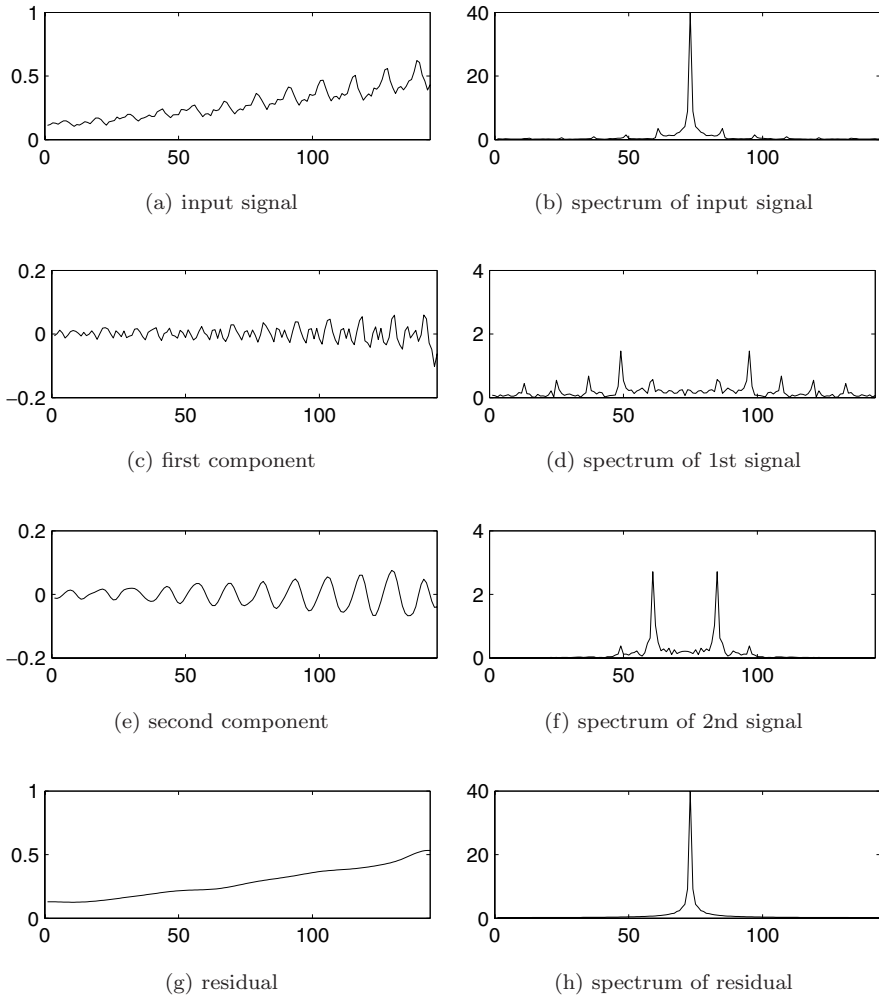 1
0.5
0
0 50 100
(a) input signal
40
20
0
0 50 100
(b) spectrum of input signal
0.2
0
−0.2
0 50 100
(c) first component
4
2
0
0 50 100
(d) spectrum of 1st signal
0.2
0
−0.2
0 50 100
(e) second component
4
2
0
0 50 100
(f) spectrum of 2nd signal
1
0.5
0
0 50 100
(g) residual
40
20
0
0 50 100
(h) spectrum of residual